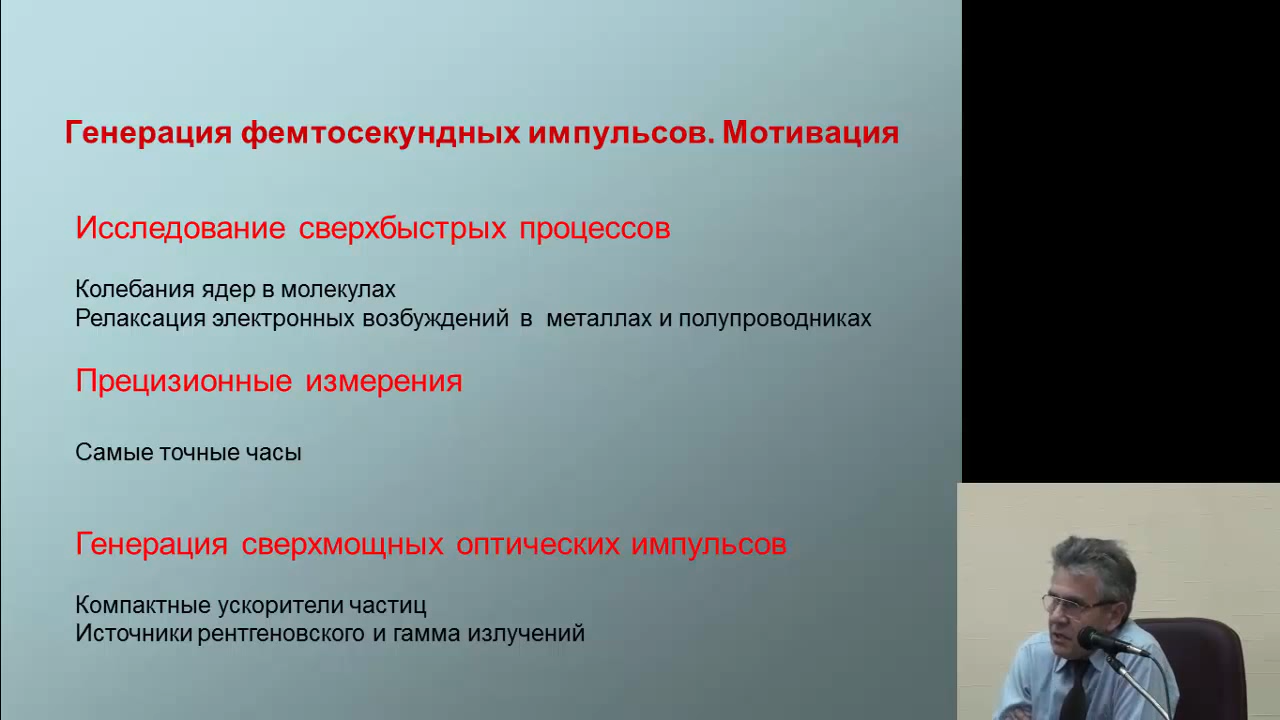 Генерация фемтосекундных импульсов. Мотивация
Исследование сверхбыстрых процессов
Колебания ядер в молекулах
Релаксация электронных возбуждений в металлах и полупроводниках
Прецизионные измерения
Самые точные часы
Генерация сверхмощных оптических импульсов
Компактные ускорители частиц
Источники рентгеновского и гамма излучений